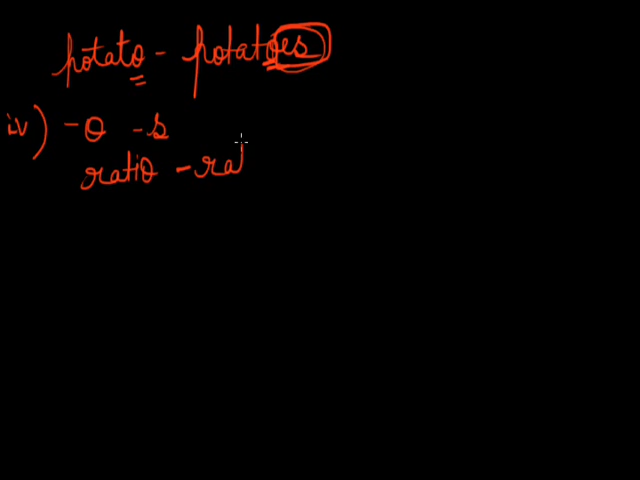 potato - potatoes
iv) -o -s
ratio - ra